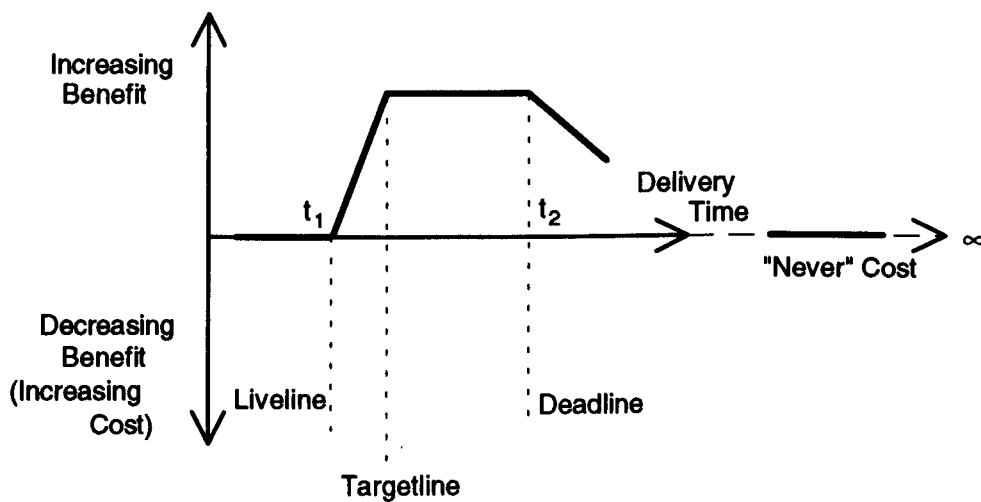 Increasing
Benefit
t1
t2
Delivery
Time
∞
"Never" Cost
Decreasing
Benefit
(Increasing
Cost)
Liveline
Deadline
Targetline